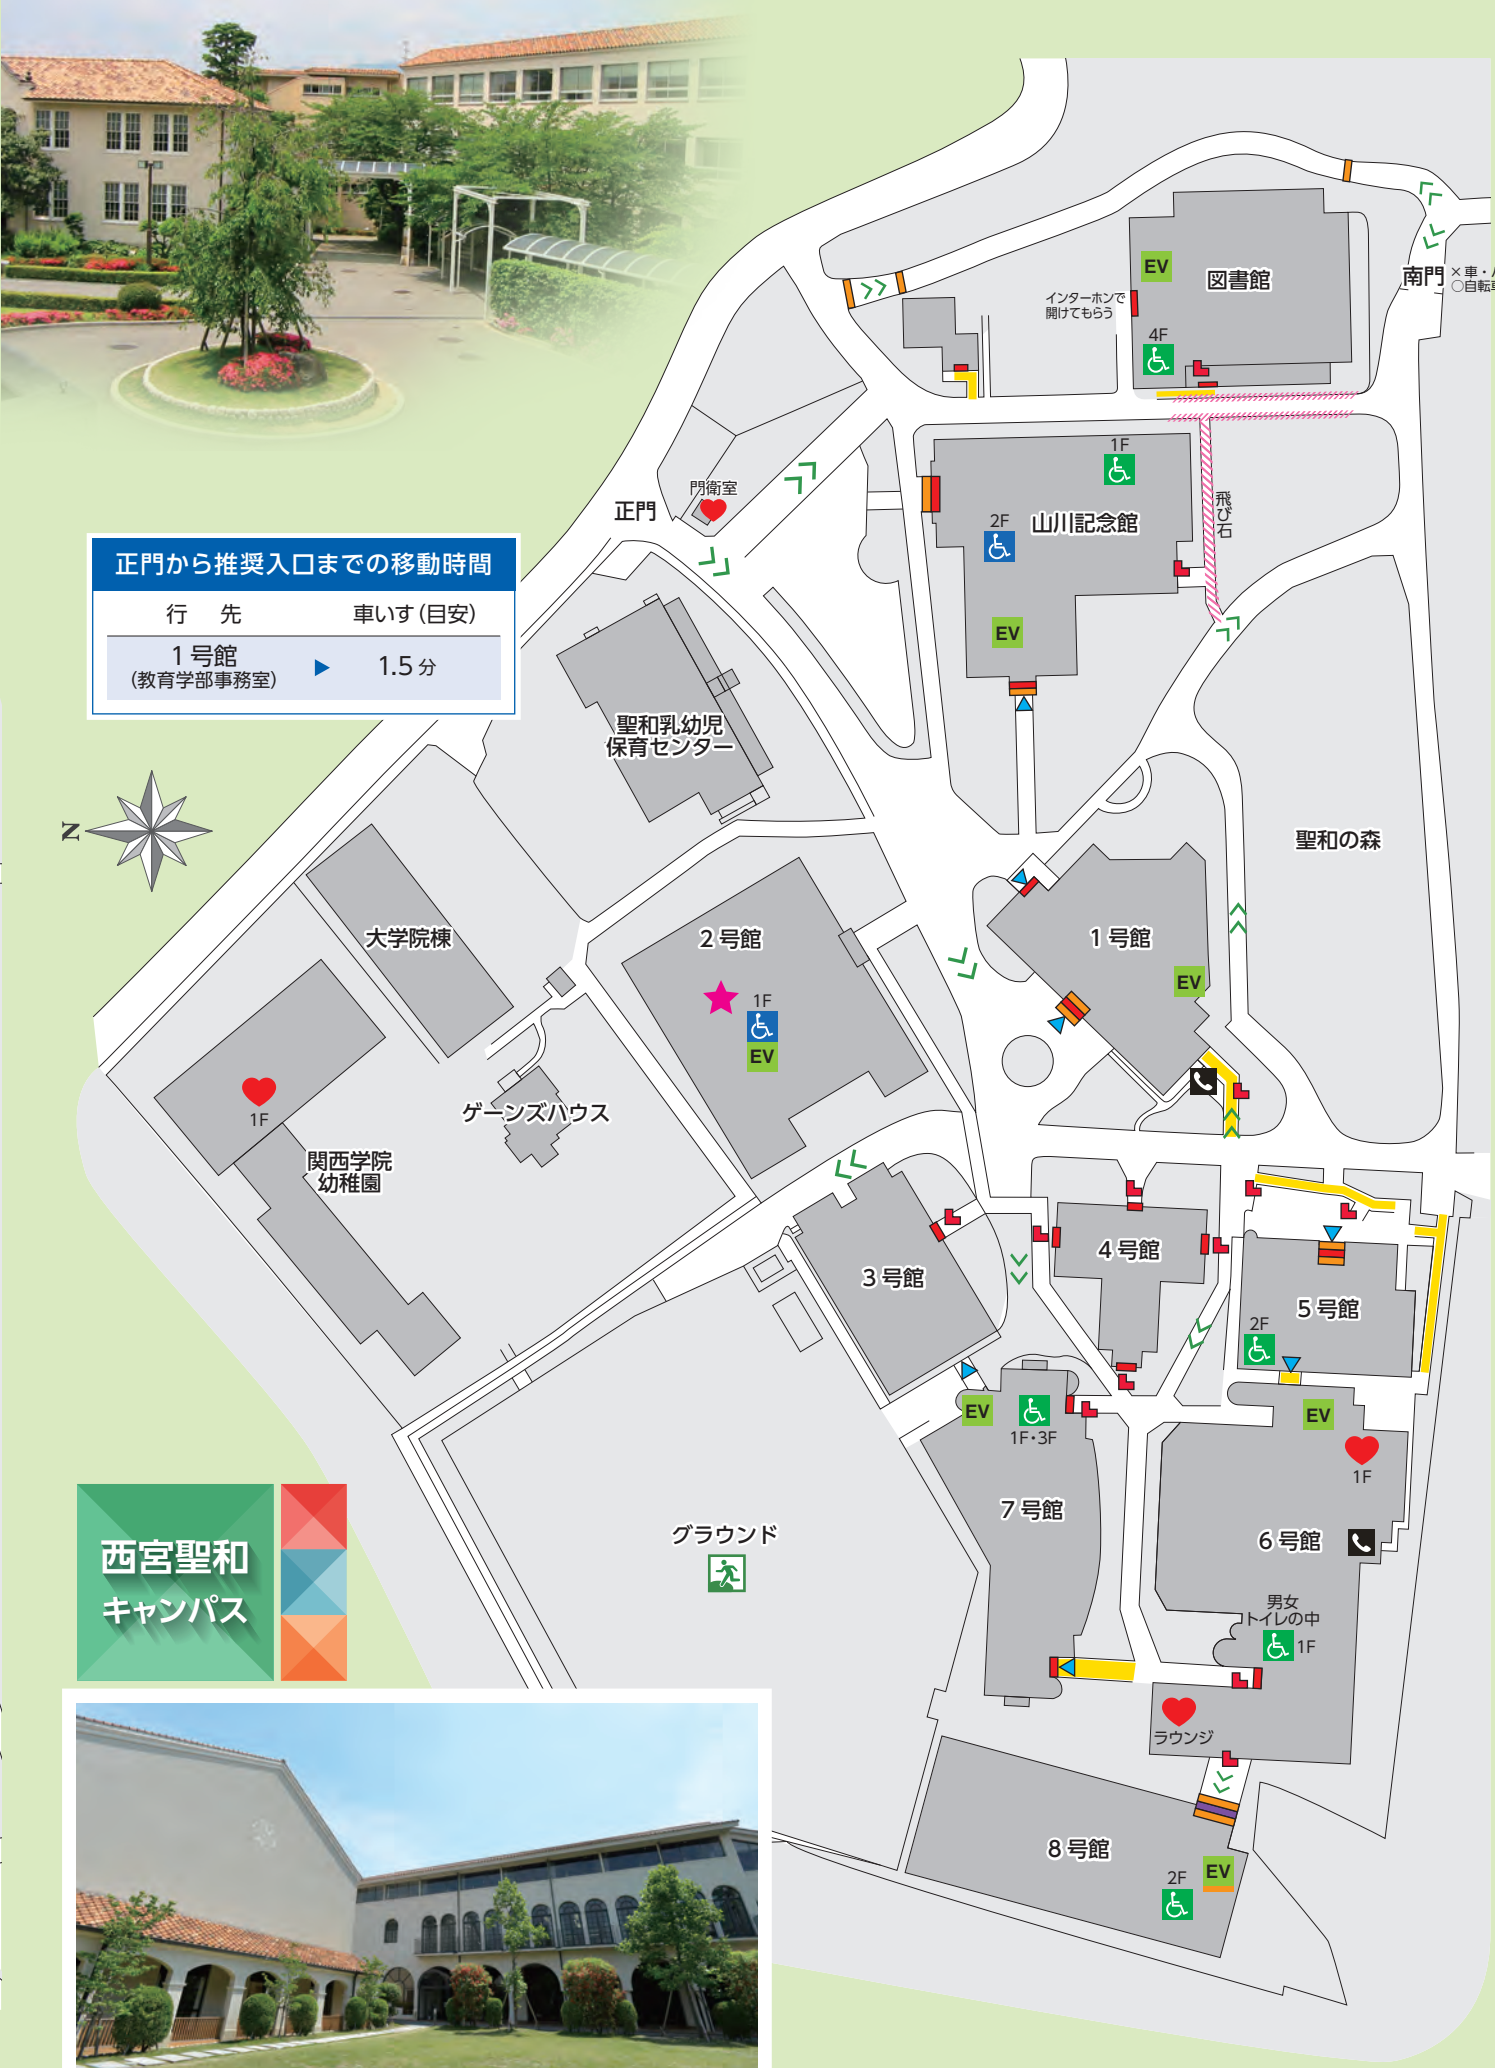 EV
図書館
南門
×車・
○自転
インターホンで
開けてもらう
4F
門衛室
正門
1F
2F
山川記念館
飛び石
EV
正門から推奨入口までの移動時間
行 先 車いす(目安)
1号館 1.5分
(教育学部事務室)
聖和乳幼児
保育センター
N
聖和の森
大学院棟
2号館
1号館
EV
1F
EV
1F
ゲーンズハウス
関西学院
幼稚園
3号館
4号館
5号館
2F
EV
1F・3F
EV
1F
7号館
グラウンド
6号館
西宮聖和
キャンパス
男女
トイレの中
1F
ラウンジ
8号館
2F
EV